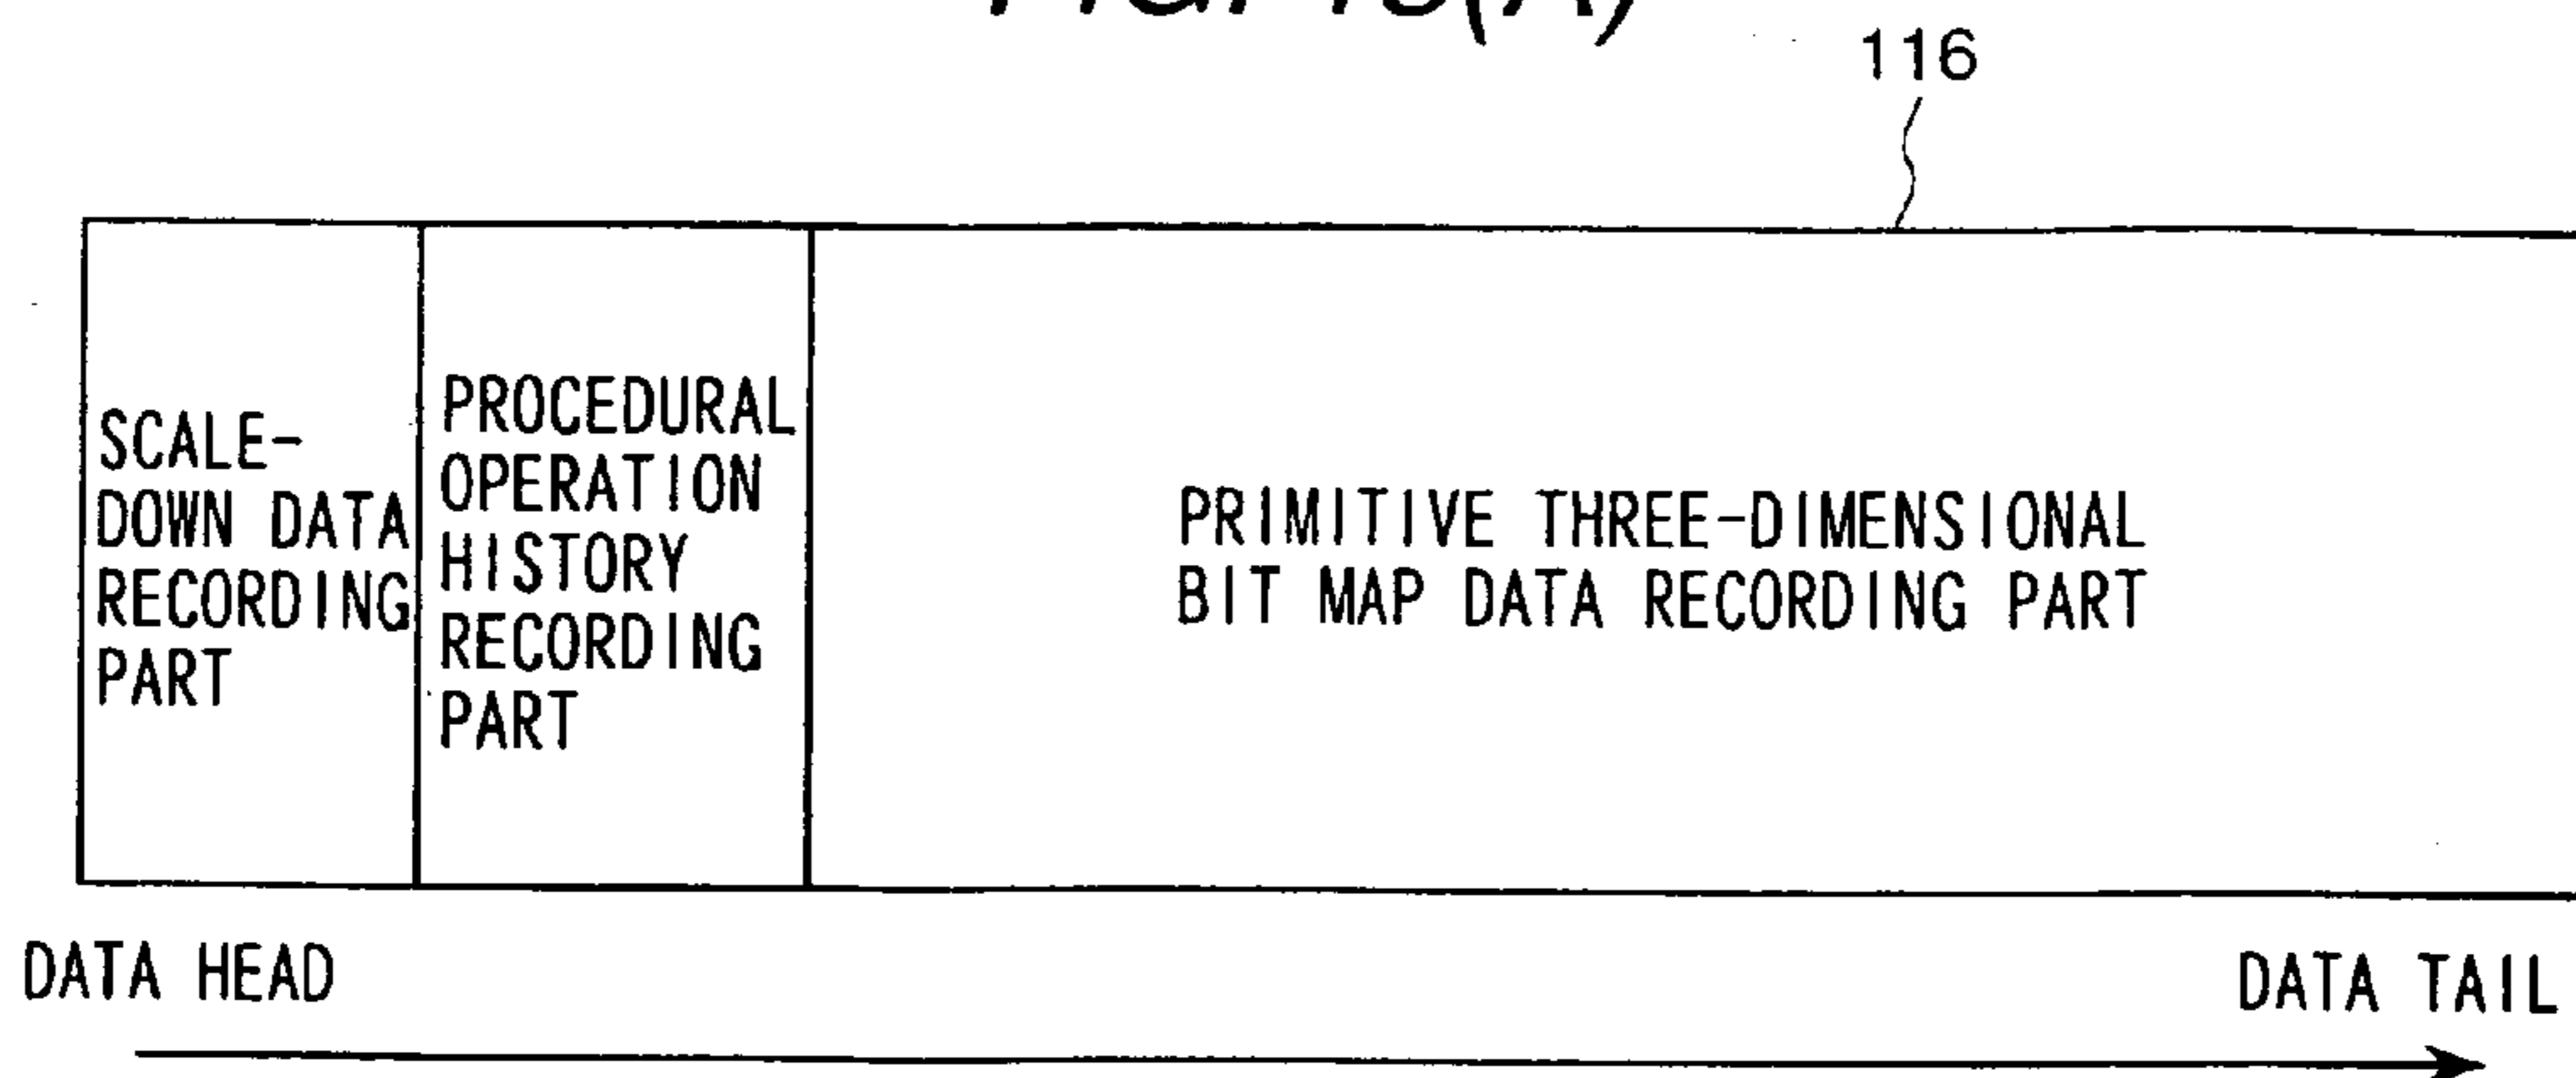 116
SCALE-
DOWN DATA
RECORDING
PART
PROCEDURAL
OPERATION
HISTORY
RECORDING
PART
PRIMITIVE THREE-DIMENSIONAL
BIT MAP DATA RECORDING PART
DATA HEAD
DATA TAIL